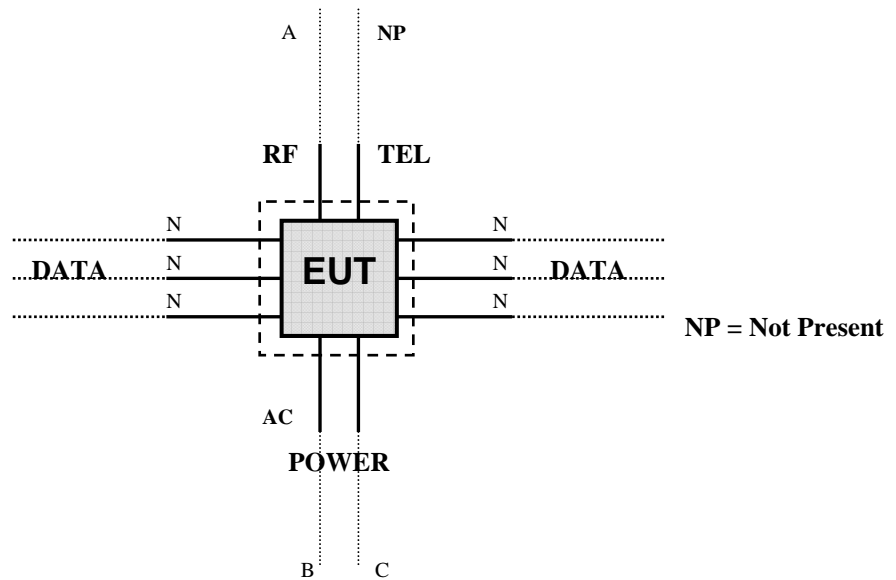 A NP
RF TEL
N N
DATA N EUT N DATA
N N
NP = Not Present
AC
POWER
B C